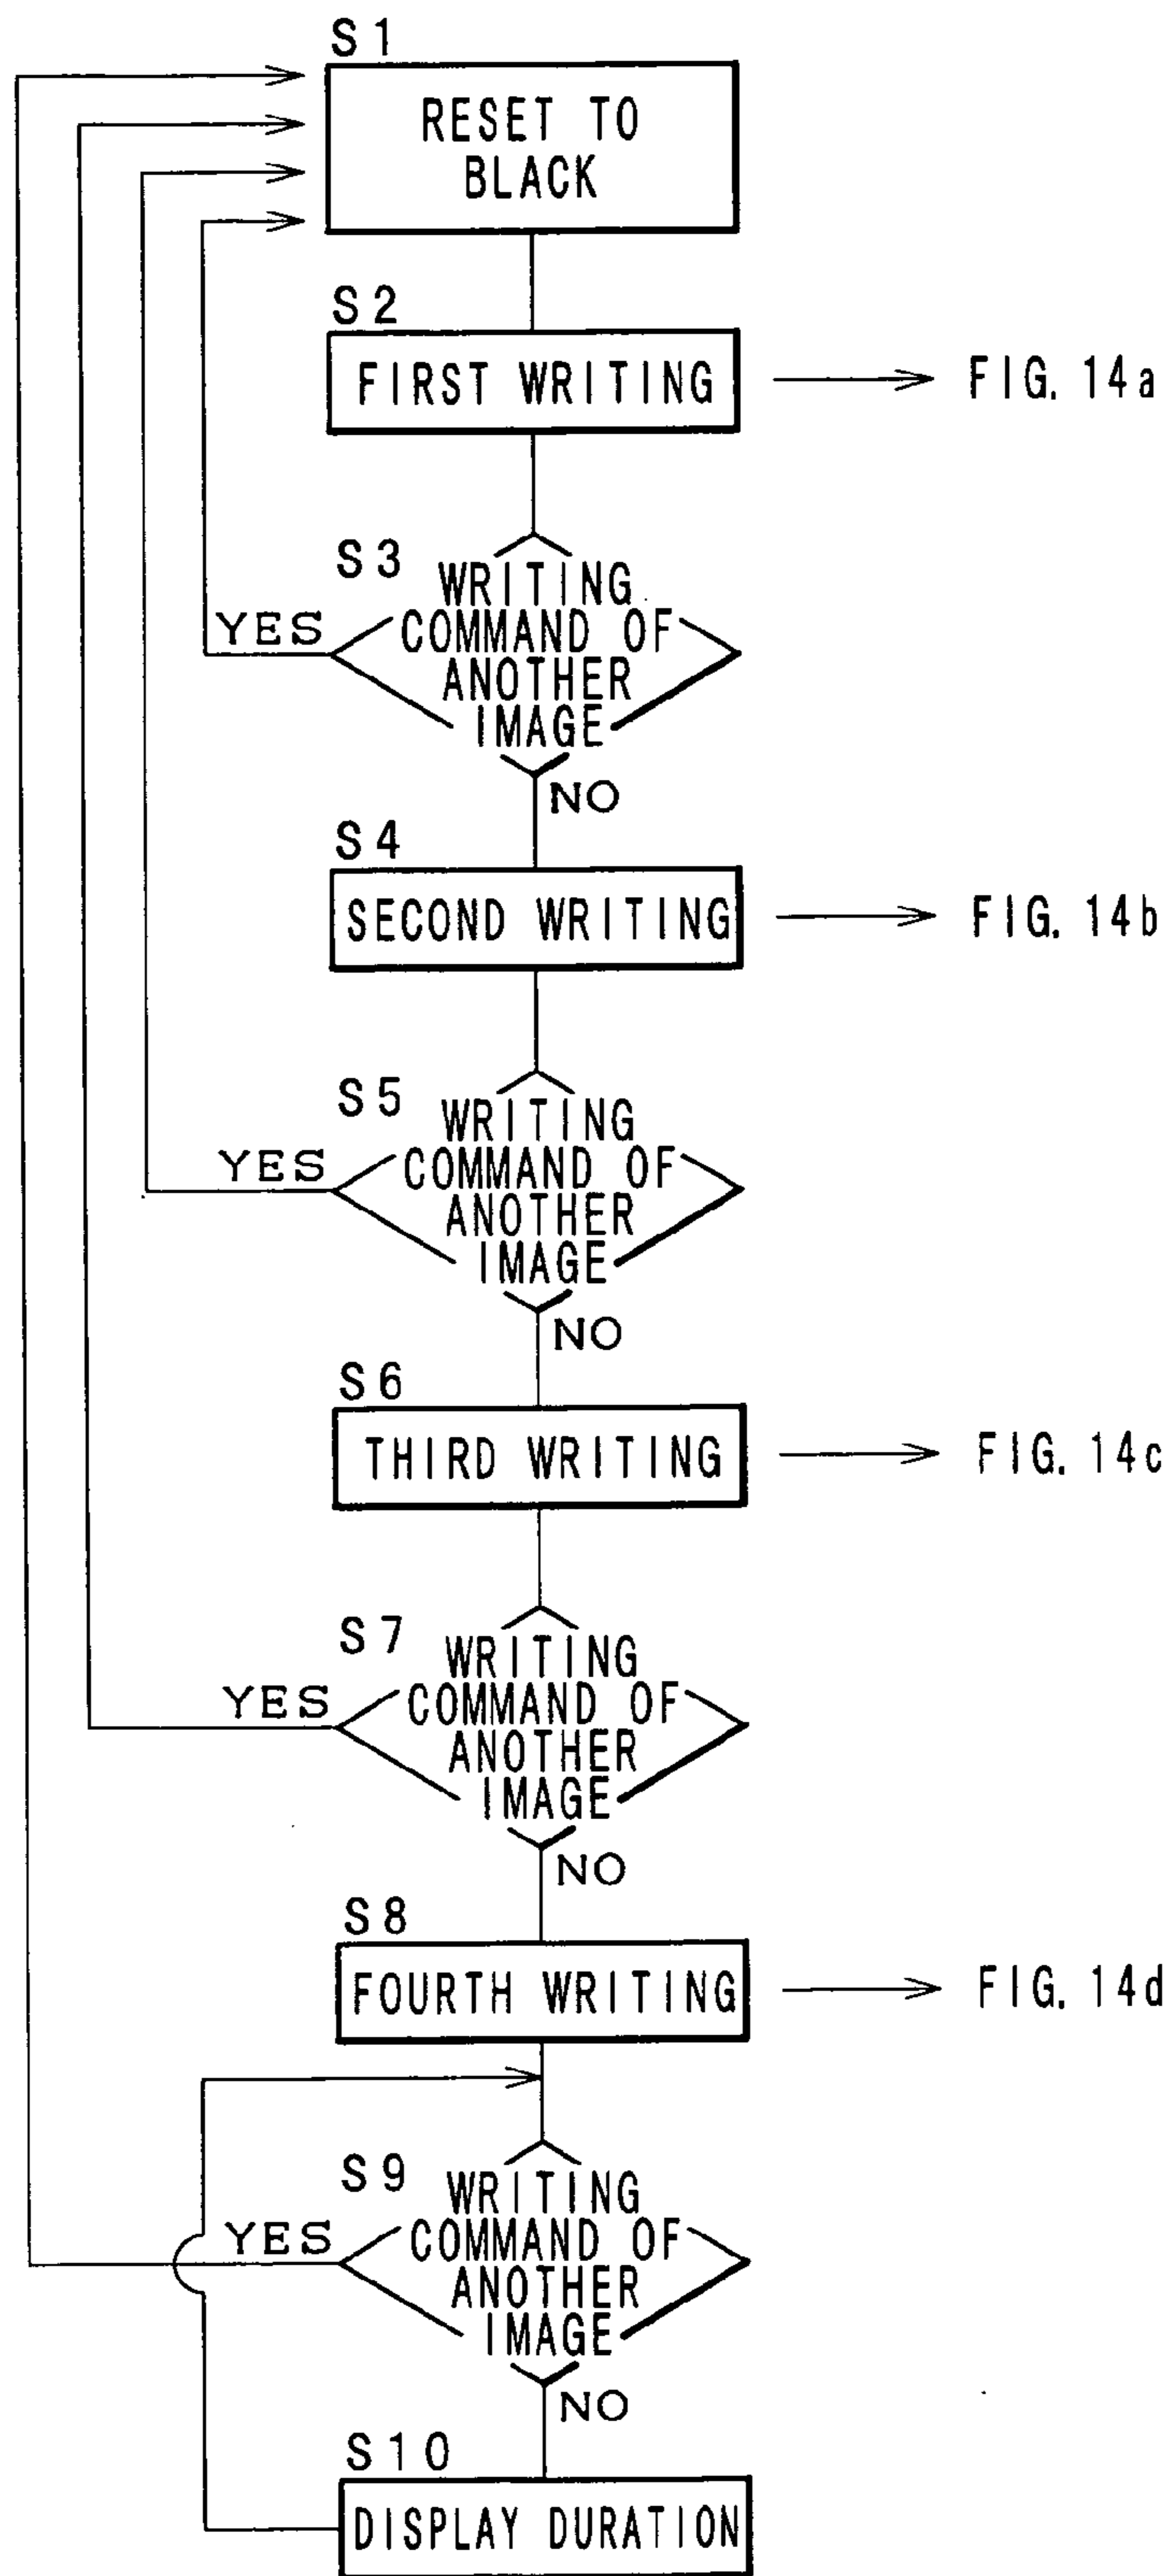 S1
RESET TO
BLACK
S2
FIRST WRITING
FIG. 14a
S3
WRITING
COMMAND OF
ANOTHER
IMAGE
YES
NO
S4
SECOND WRITING
FIG. 14b
S5
WRITING
COMMAND OF
ANOTHER
IMAGE
YES
NO
S6
THIRD WRITING
FIG. 14c
S7
WRITING
COMMAND OF
ANOTHER
IMAGE
YES
NO
S8
FOURTH WRITING
FIG. 14d
S9
WRITING
COMMAND OF
ANOTHER
IMAGE
YES
NO
S10
DISPLAY DURATION